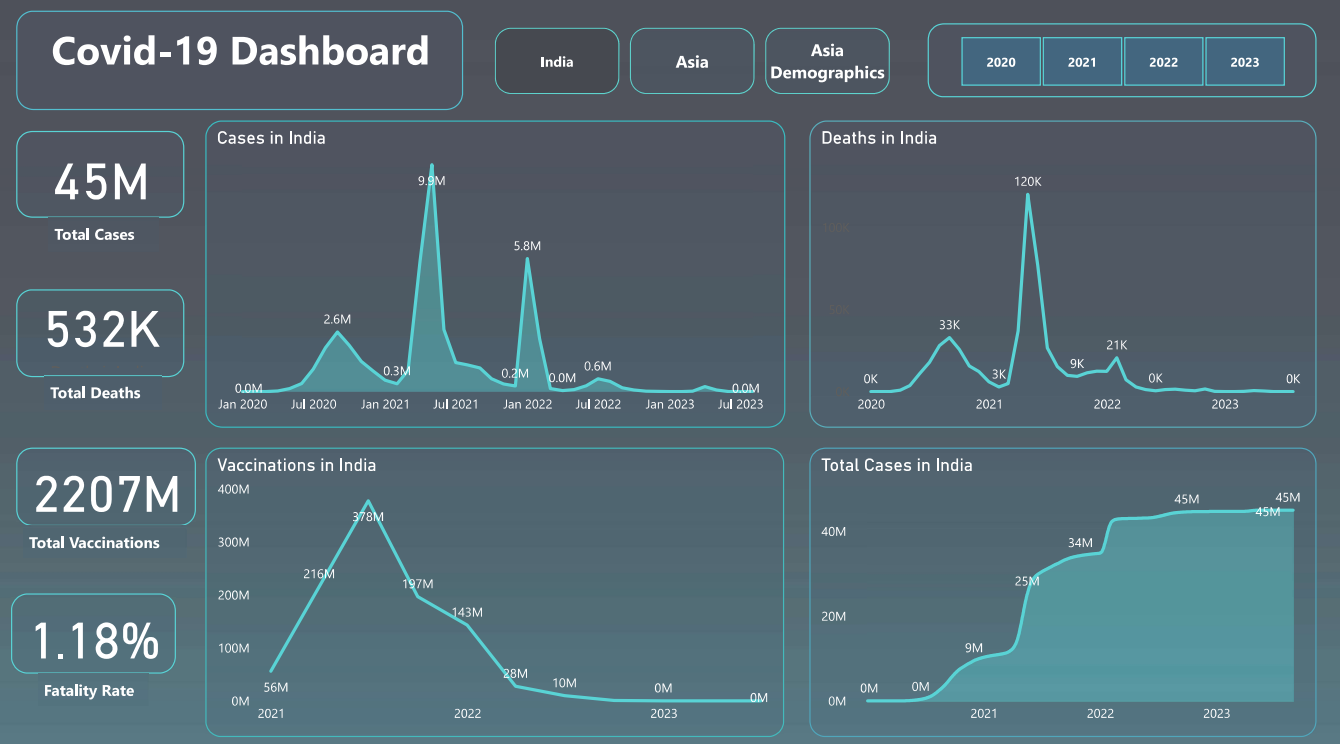 Covid-19 Dashboard
India
Asia
Asia
Demographics
2020
2021
2022
2023
45M
Total Cases
532K
Total Deaths
2207M
Total Vaccinations
1.18%
Fatality Rate
Cases in India
9.9M
5.8M
2.6M
0.3M
0.2M
0.0M
0.6M
0.0M
0.0M
Jan 2020 Jul 2020 Jan 2021 Jul 2021 Jan 2022 Jul 2022 Jan 2023 Jul 2023
Deaths in India
120K
100K
50K
33K
21K
9K
3K
0K
0K
0K
2020 2021 2022 2023
Vaccinations in India
400M
300M
200M
100M
0M
378M
216M
197M
143M
56M
28M
10M
0M
0M
2021 2022 2023
Total Cases in India
40M
20M
0M
45M
45M
45M
34M
25M
9M
0M
0M
2021 2022 2023